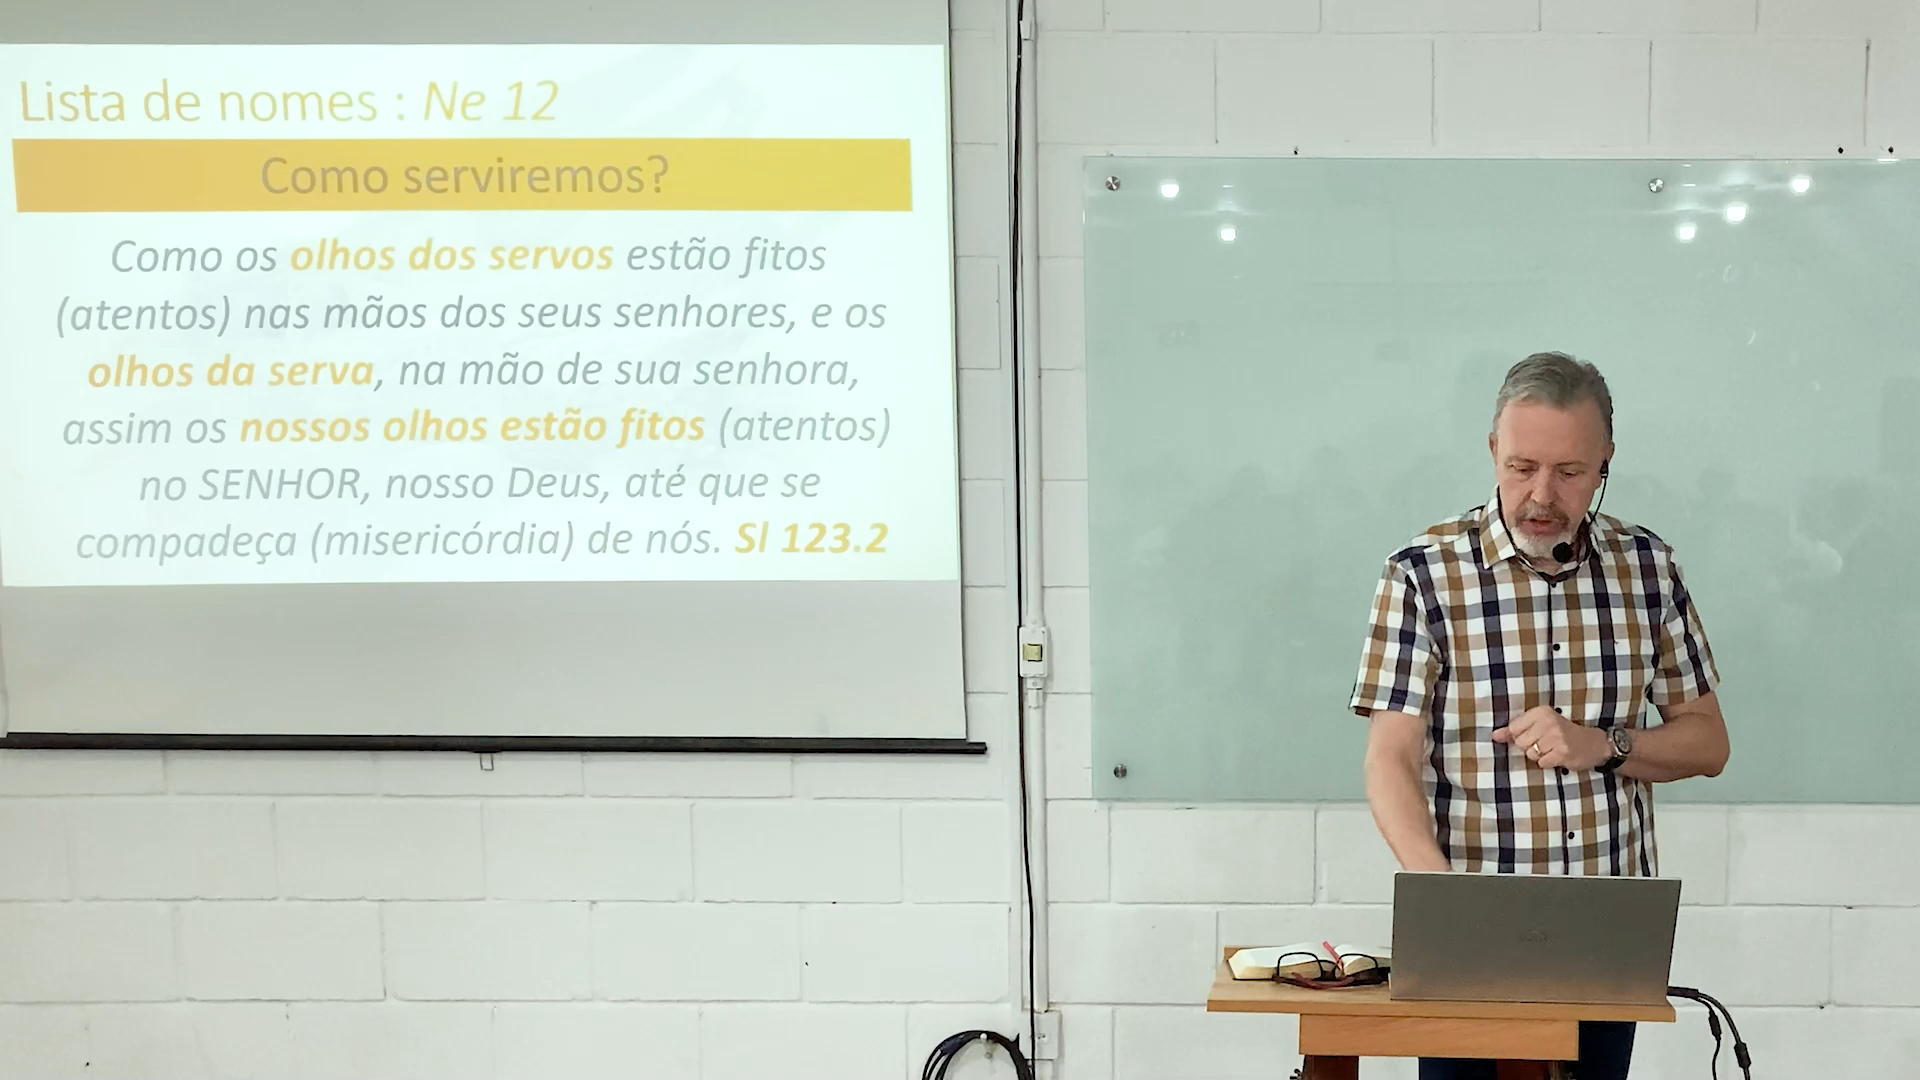 Lista de nomes : Ne 12
Como serviremos?
Como os olhos dos servos estão fitos
(atentos) nas mãos dos seus senhores, e os
olhos da serva, na mão de sua senhora,
assim os nossos olhos estão fitos (atentos)
no SENHOR, nosso Deus, até que se
compadeça (misericórdia) de nós. Sl 123.2